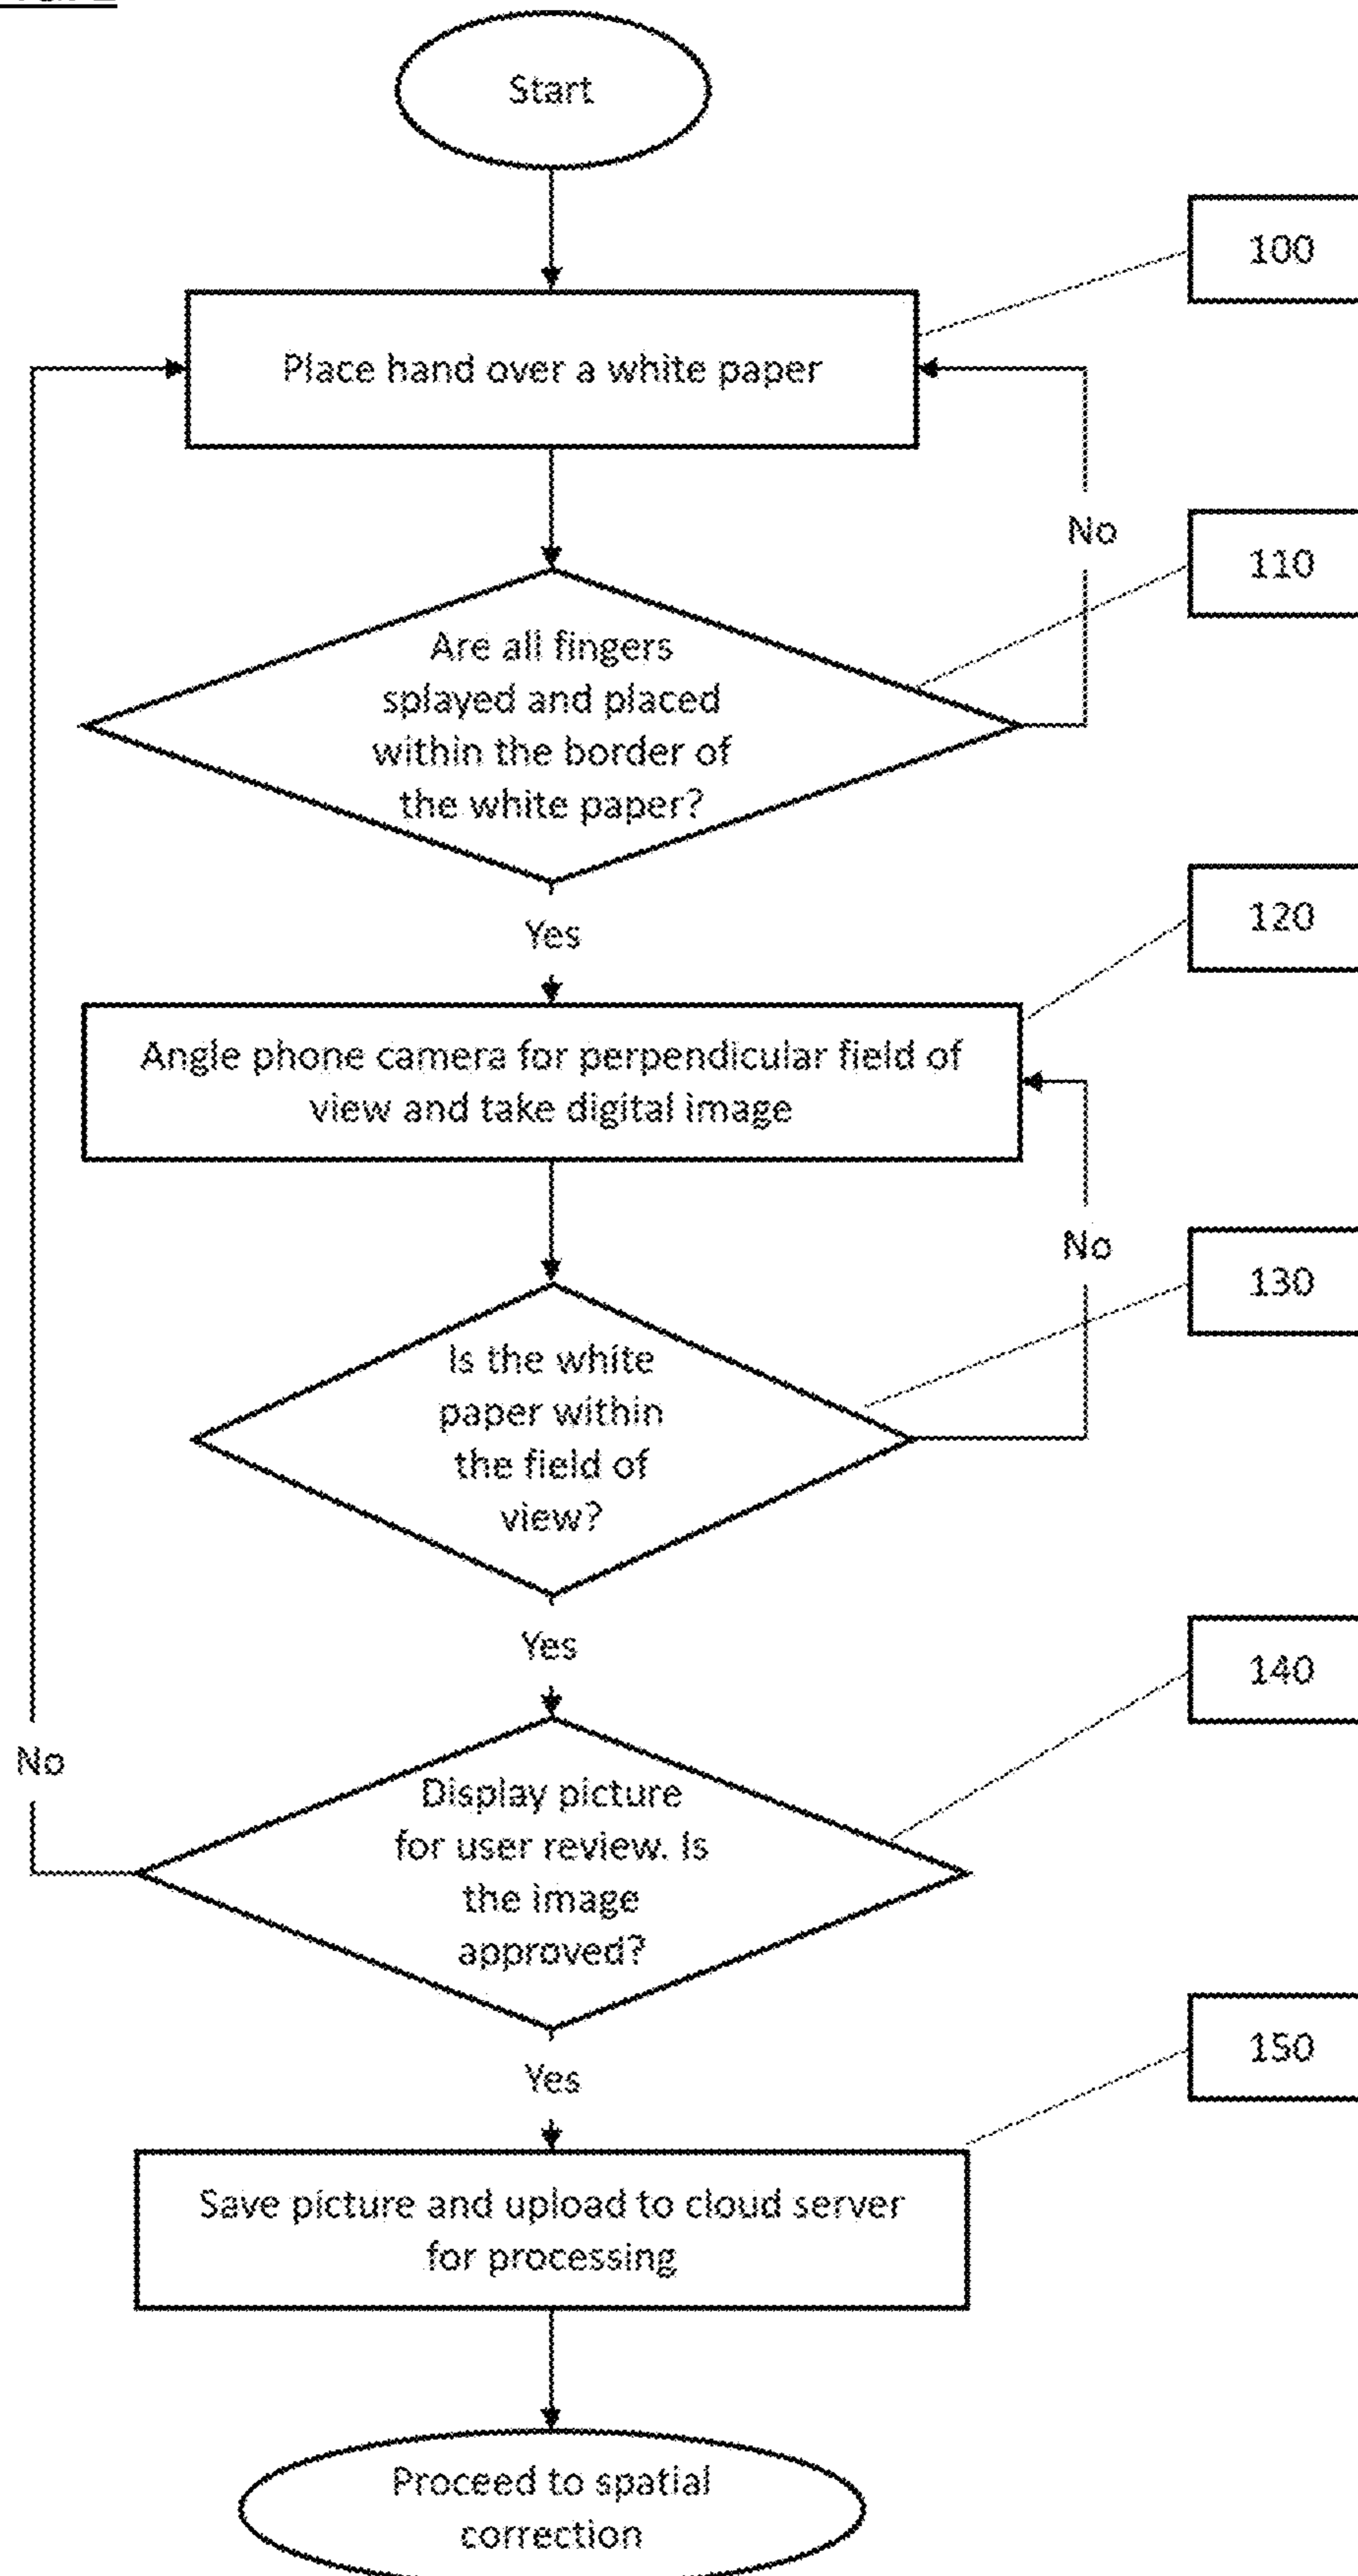 Start
100
Place hand over a white paper
No
110
Are all fingers
splayed and placed
within the border of
the white paper?
Yes
120
Angle phone camera for perpendicular field of
view and take digital image
No
130
Is the white
paper within
the field of
view?
Yes
140
No
Display picture
for user review. Is
the image
approved?
150
Yes
Save picture and upload to cloud server
for processing
Proceed to spatial
correction